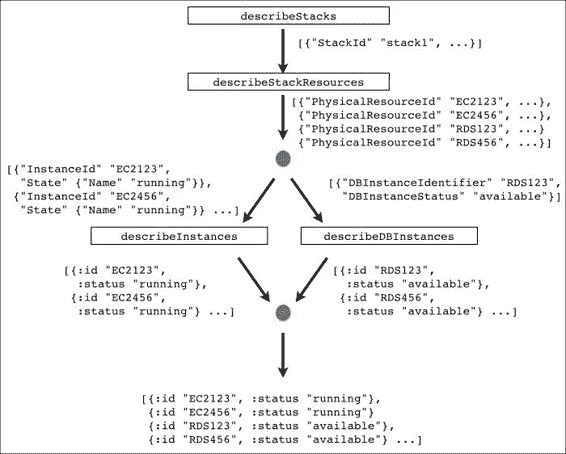 describeStacks
[{"StackId" "stack1", ...}]
describeStackResources
[{"PhysicalResourceId" "EC2123", ...},
{"PhysicalResourceId" "EC2456", ...},
{"PhysicalResourceId" "RDS123", ...}
{"PhysicalResourceId" "RDS456", ...}]
[{"InstanceId" "EC2123",
"State" {"Name" "running"}},
{"InstanceId" "EC2456",
"State" {"Name" "running"}} ...]
[{"DBInstanceIdentifier" "RDS123",
"DBInstanceStatus" "available"}]
describeInstances
describeDBInstances
[{:id "EC2123",
:status "running"},
{:id "EC2456",
:status "running"} ...]
[{:id "RDS123",
:status "available"},
{:id "RDS456",
:status "available"} ...]
[{:id "EC2123", :status "running"},
{:id "EC2456", :status "running"}
{:id "RDS123", :status "available"},
{:id "RDS456", :status "available"} ...]